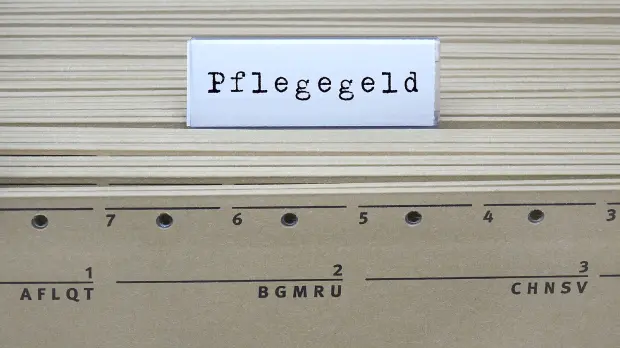 Pflegegeld
7 6 5 4 3
1 2 3
AFLQT BGMRU CHNSV